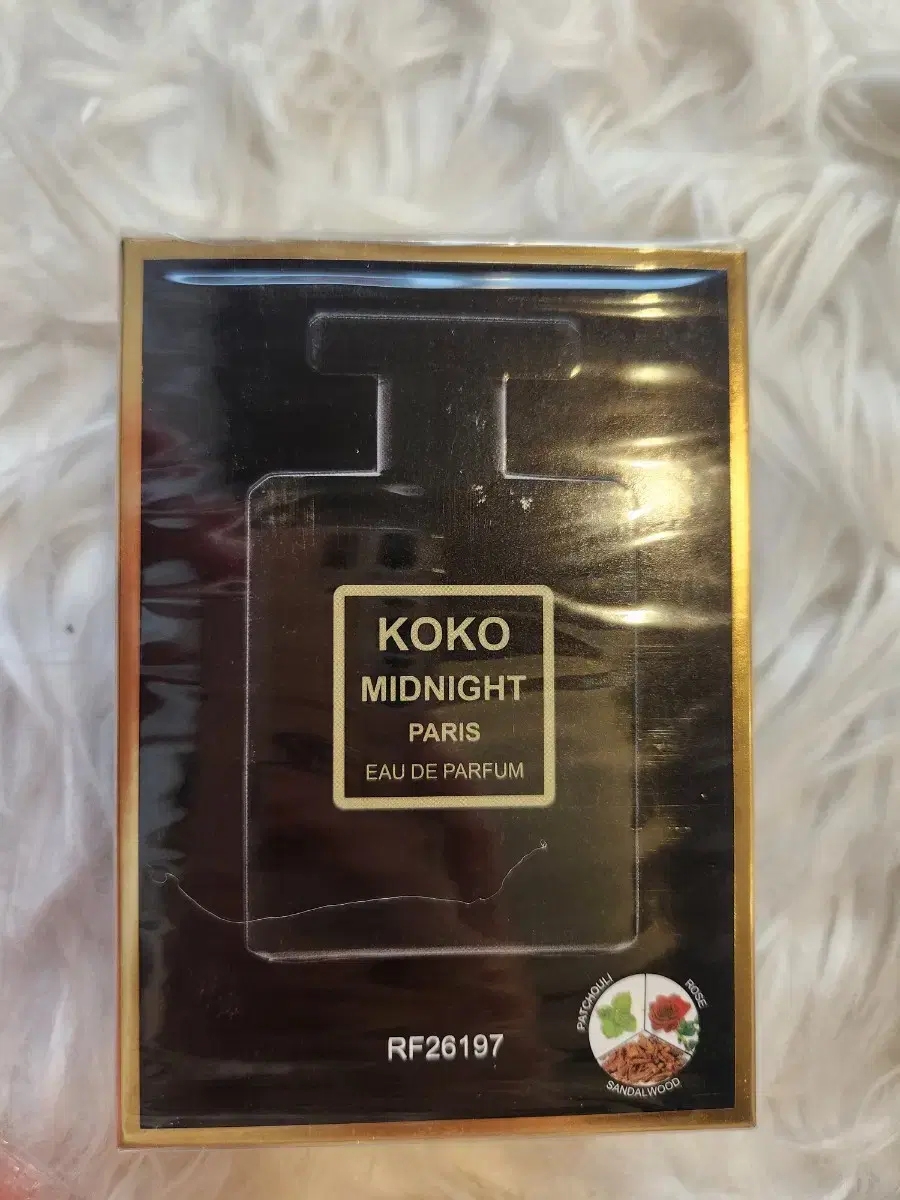 KOKO
MIDNIGHT
PARIS
EAU DE PARFUM
RF26197
PATCHOULI
ROSE
SANDALWOOD